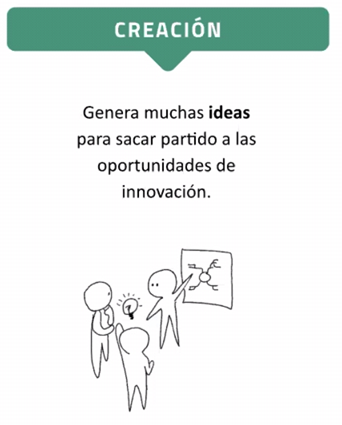 CREACIÓN
Genera muchas ideas
para sacar partido a las
oportunidades de
innovación.